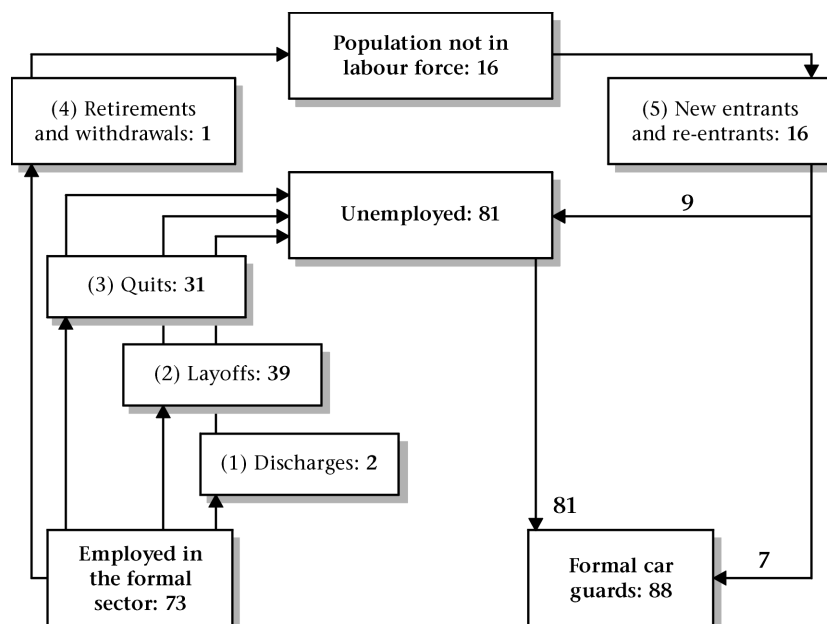 Population not in
labour force: 16
(4) Retirements
and withdrawals: 1
(5) New entrants
and re-entrants: 16
Unemployed: 81
9
(3) Quits: 31
(2) Layoffs: 39
(1) Discharges: 2
81
Employed in
the formal
sector: 73
Formal car
guards: 88
7